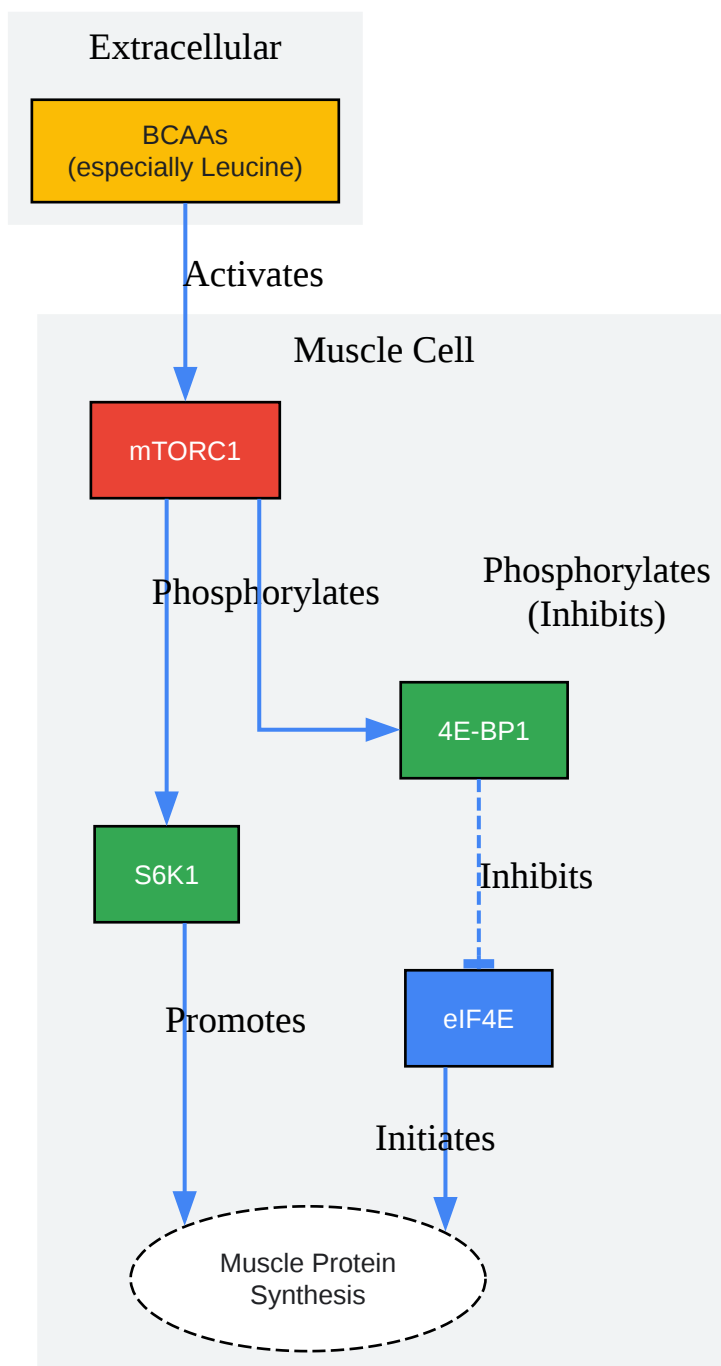 Extracellular
BCAAs
(especially Leucine)
Activates
Muscle Cell
mTORC1
Phosphorylates
Phosphorylates
(Inhibits)
4E-BP1
S6K1
Inhibits
Promotes
eIF4E
Initiates
Muscle Protein
Synthesis